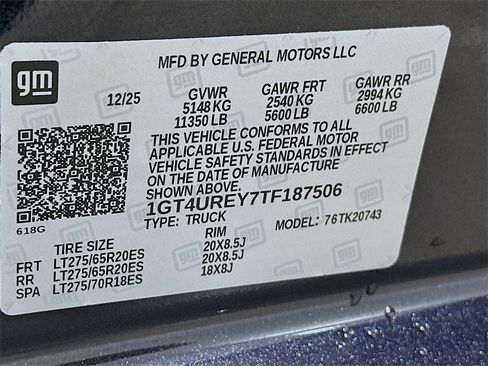 gm
MFD BY GENERAL MOTORS LLC
12/25 GVWR GAWR FRT GAWR RR
5148 KG 2540 KG 2994 KG
11350 LB 5600 LB 6600 LB
THIS VEHICLE CONFORMS TO ALL
APPLICABLE U.S. FEDERAL MOTOR
VEHICLE SAFETY STANDARDS IN EFFECT
ON THE DATE OF MANUFACTURE
SHOWN ABOVE.
1GT4UREY7TF187506
618G
TYPE: TRUCK MODEL: 76TK20743
TIRE SIZE RIM
FRT LT275/65R20ES 20X8.5J
RR LT275/65R20ES 20X8.5J
SPA LT275/70R18ES 18X8J